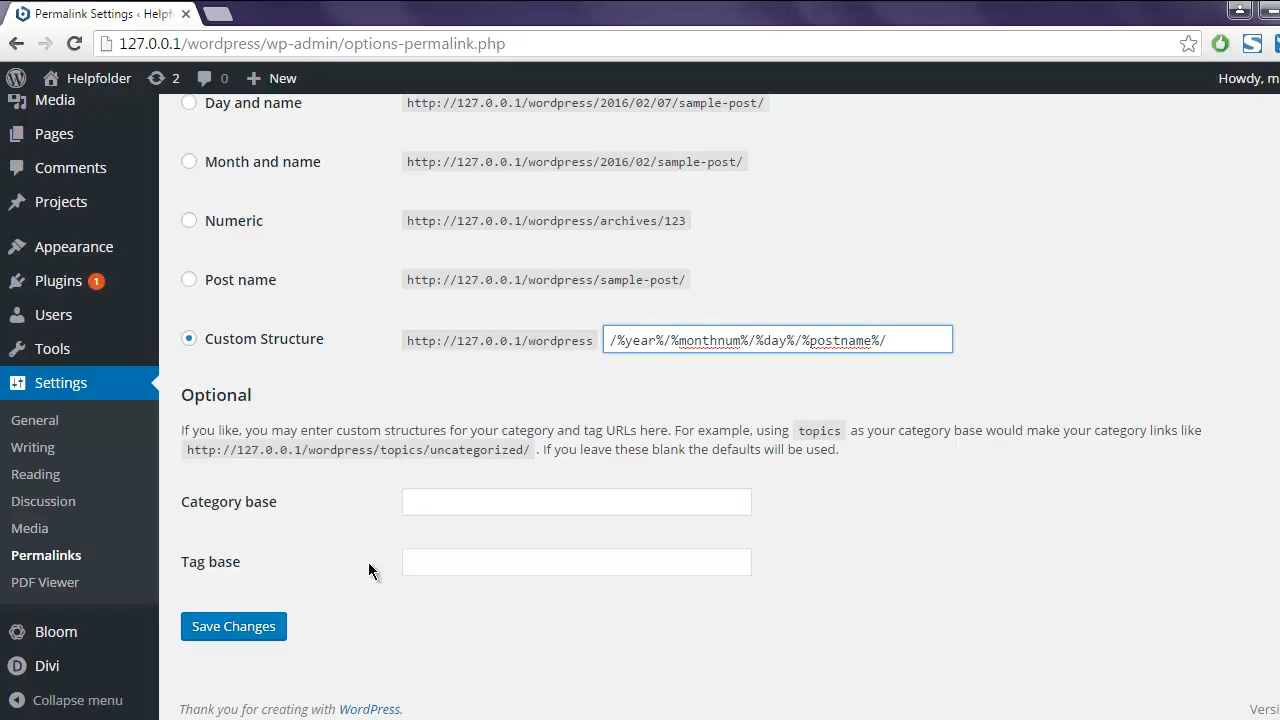 Permalink Settings ‹ Helpf
127.0.0.1/wordpress/wp-admin/options-permalink.php
Helpfolder 2 0 New Howdy, m
Media
Pages
Comments
Projects
Appearance
Plugins 1
Users
Tools
Settings
General
Writing
Reading
Discussion
Media
Permalinks
PDF Viewer
Bloom
Divi
Collapse menu
Day and name http://127.0.0.1/wordpress/2016/02/07/sample-post/
Month and name http://127.0.0.1/wordpress/2016/02/sample-post/
Numeric http://127.0.0.1/wordpress/archives/123
Post name http://127.0.0.1/wordpress/sample-post/
Custom Structure http://127.0.0.1/wordpress /%year%/%monthnum%/%day%/%postname%/
Optional
If you like, you may enter custom structures for your category and tag URLs here. For example, using topics as your category base would make your category links like
http://127.0.0.1/wordpress/topics/uncategorized/ . If you leave these blank the defaults will be used.
Category base
Tag base
Save Changes
Thank you for creating with WordPress. Versi